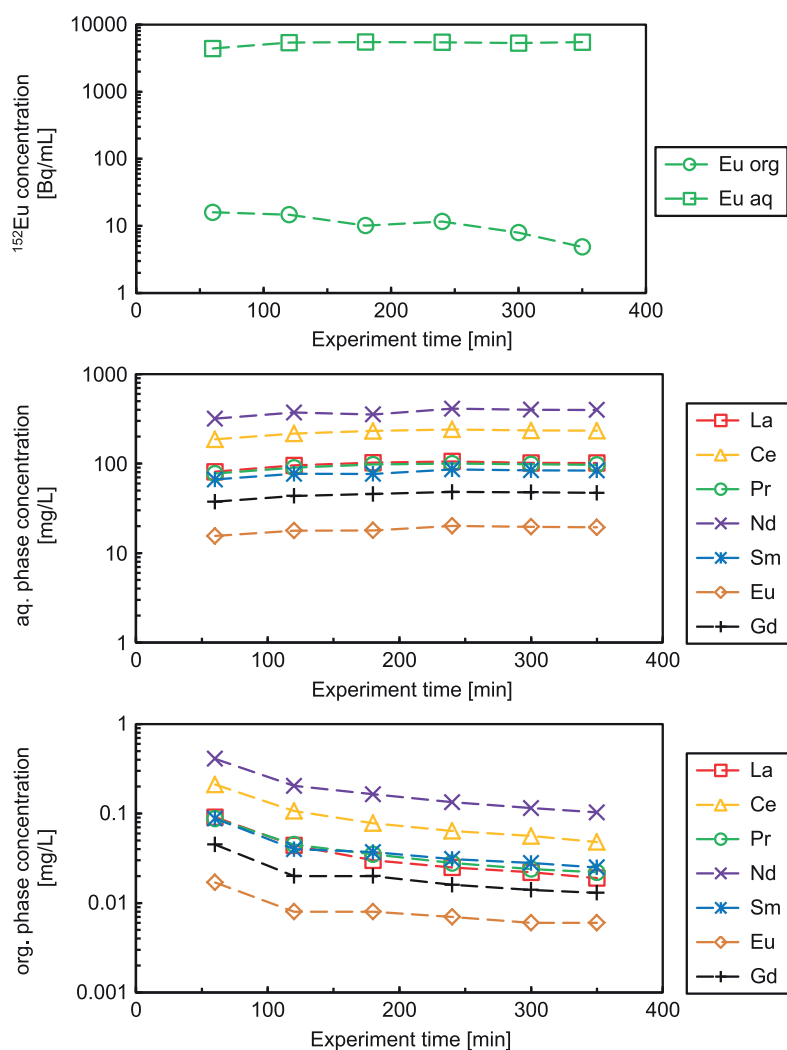 10000
1000
100
10
1
¹⁵²Eu concentration
[Bq/mL]
0
100
200
300
400
Experiment time [min]
Eu org
Eu aq
1000
100
10
1
aq. phase concentration
[mg/L]
0
100
200
300
400
Experiment time [min]
La
Ce
Pr
Nd
Sm
Eu
Gd
1
0.1
0.01
0.001
org. phase concentration
[mg/L]
0
100
200
300
400
Experiment time [min]
La
Ce
Pr
Nd
Sm
Eu
Gd